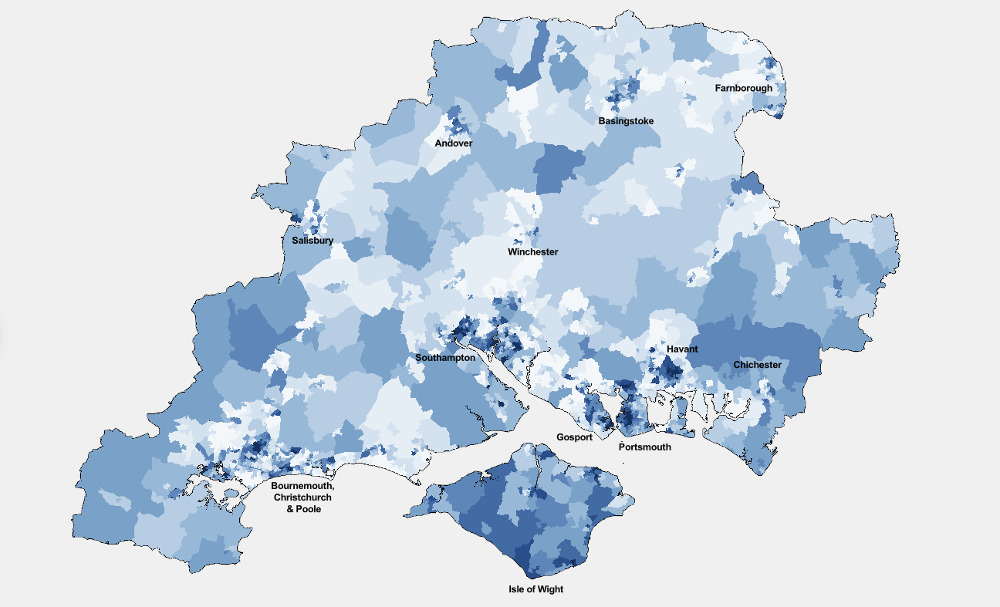 Farnborough
Basingstoke
Andover
Salisbury
Winchester
Havant
Southampton
Chichester
Gosport
Portsmouth
Bournemouth,
Christchurch
& Poole
Isle of Wight